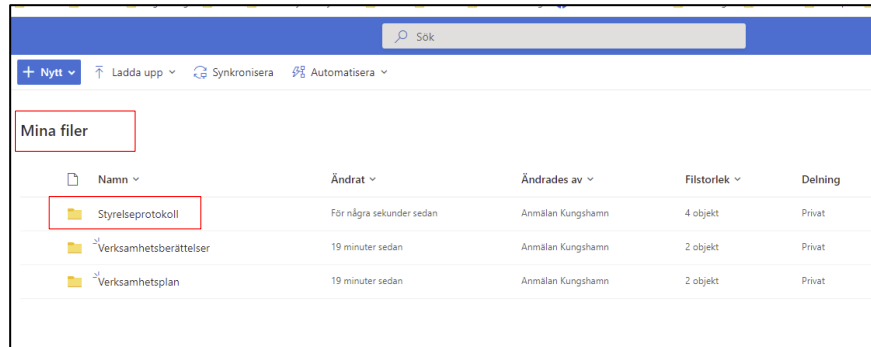 Sök
Nytt Ladda upp Synkronisera Automatisera
Mina filer
Namn Ändrat Ändrades av Filstorlek Delning
Styrelseprotokoll För några sekunder sedan Anmälan Kungshamn 4 objekt Privat
Verksamhetsberättelser 19 minuter sedan Anmälan Kungshamn 2 objekt Privat
Verksamhetsplan 19 minuter sedan Anmälan Kungshamn 2 objekt Privat